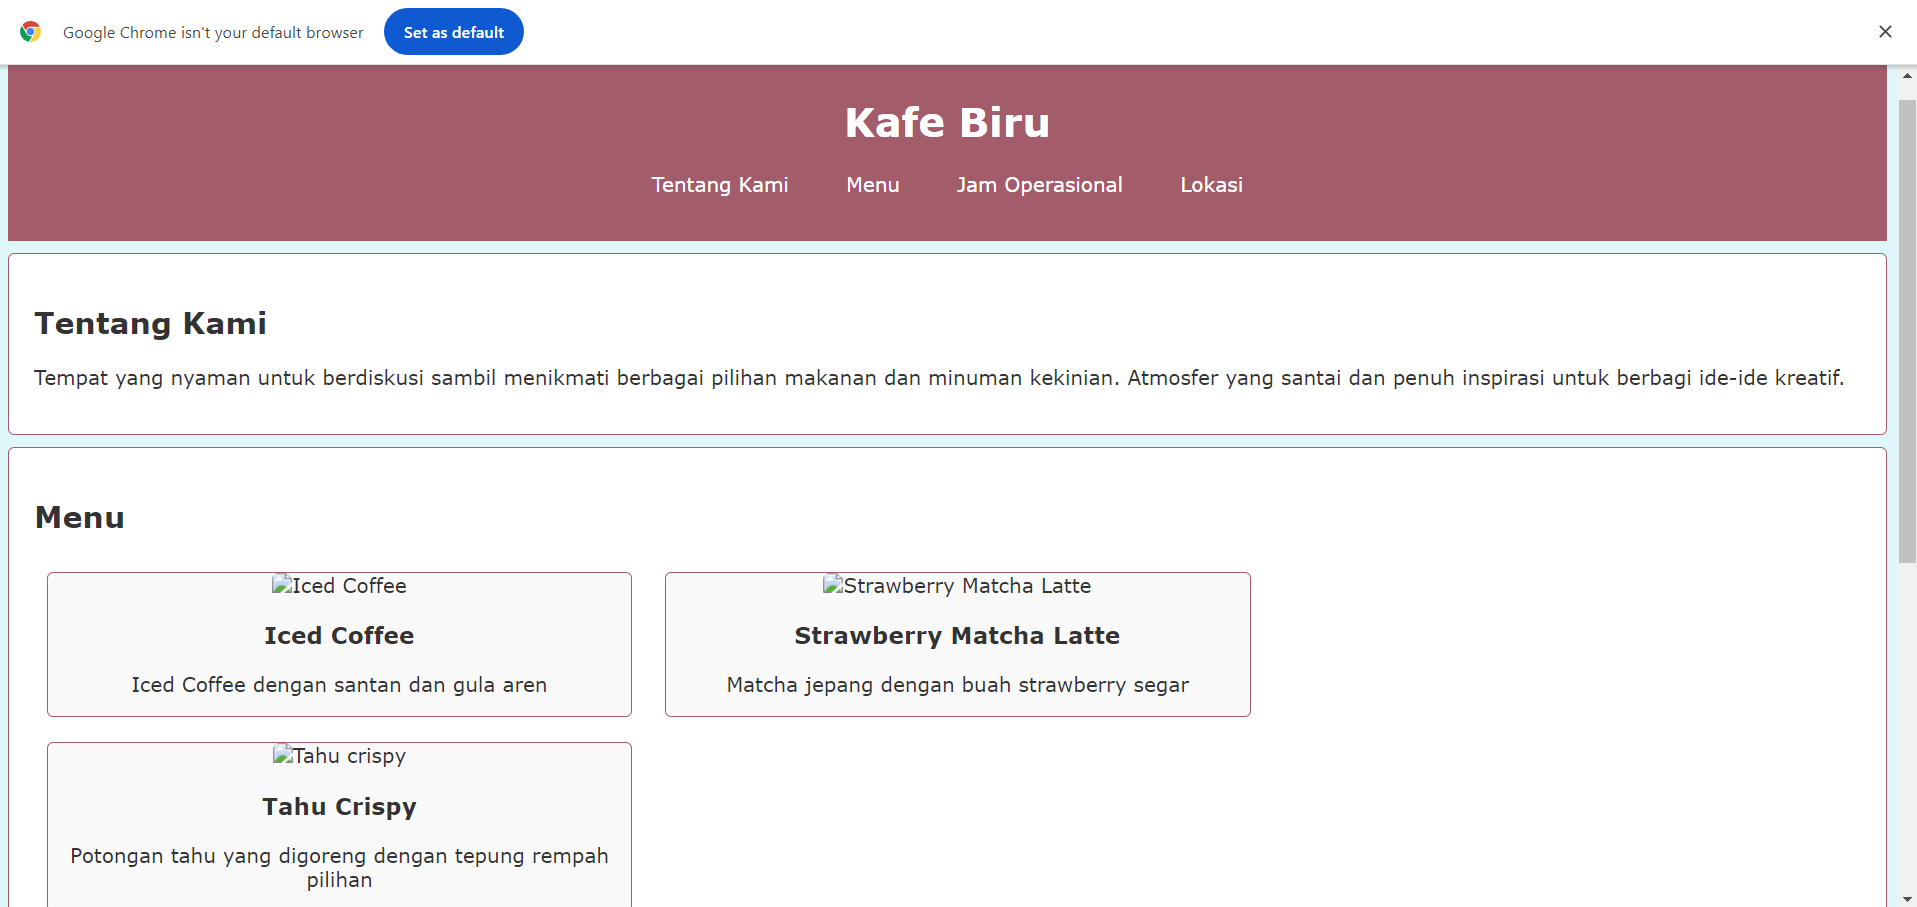 Google Chrome isn't your default browser
Set as default
Kafe Biru
Tentang Kami
Menu
Jam Operasional
Lokasi
Tentang Kami
Tempat yang nyaman untuk berdiskusi sambil menikmati berbagai pilihan makanan dan minuman kekinian. Atmosfer yang santai dan penuh inspirasi untuk berbagi ide-ide kreatif.
Menu
Iced Coffee
Iced Coffee
Iced Coffee dengan santan dan gula aren
Strawberry Matcha Latte
Strawberry Matcha Latte
Matcha jepang dengan buah strawberry segar
Tahu crispy
Tahu Crispy
Potongan tahu yang digoreng dengan tepung rempah
pilihan